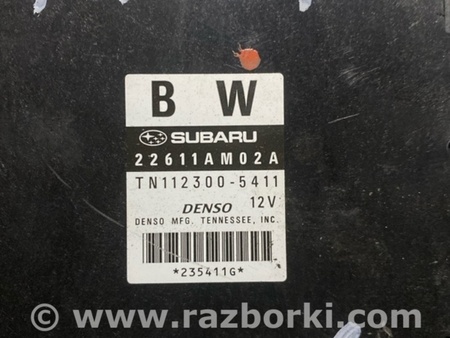 B W
SUBARU
22611AM02A
TN112300-5411
DENSO 12V
DENSO MFG. TENNESSEE, INC.
*235411G*
© www.razborki.com